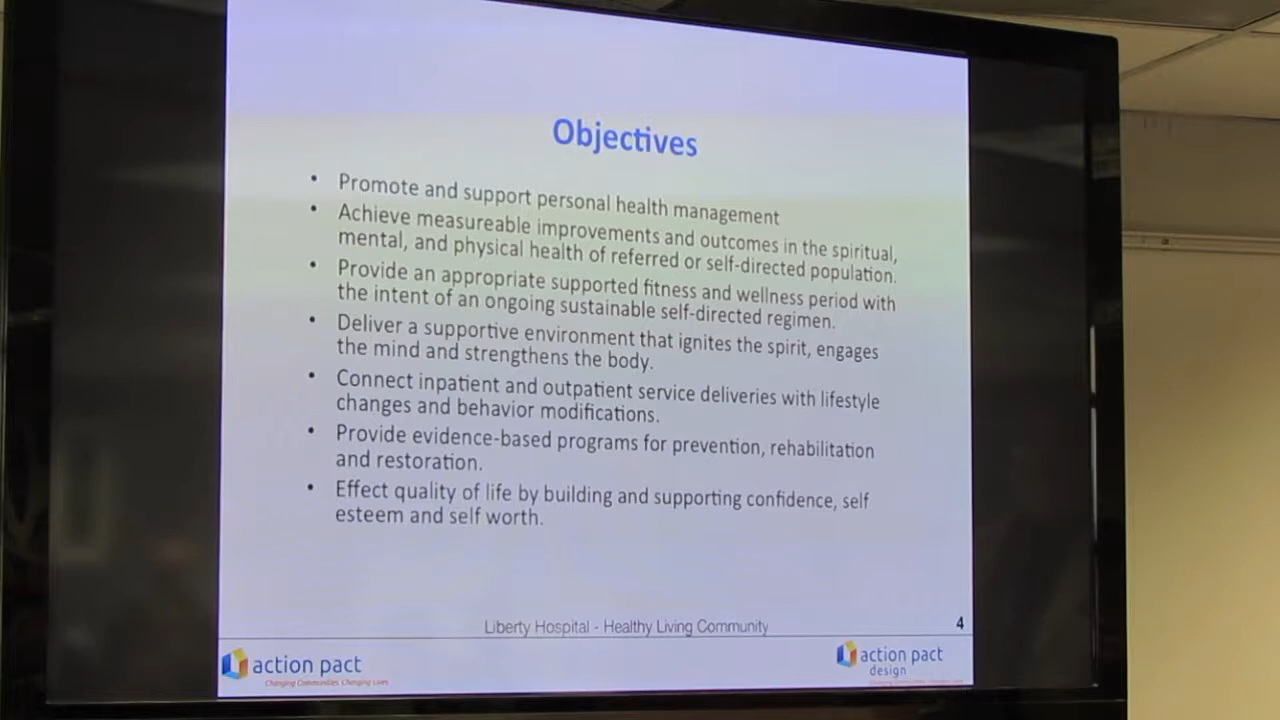 Objectives
• Promote and support personal health management
• Achieve measureable improvements and outcomes in the spiritual,
mental, and physical health of referred or self-directed population.
• Provide an appropriate supported fitness and wellness period with
the intent of an ongoing sustainable self-directed regimen.
• Deliver a supportive environment that ignites the spirit, engages
the mind and strengthens the body.
• Connect inpatient and outpatient service deliveries with lifestyle
changes and behavior modifications.
• Provide evidence-based programs for prevention, rehabilitation
and restoration.
• Effect quality of life by building and supporting confidence, self
esteem and self worth.
Liberty Hospital - Healthy Living Community
4
action pact
Changing Communities. Changing Lives
action pact
design